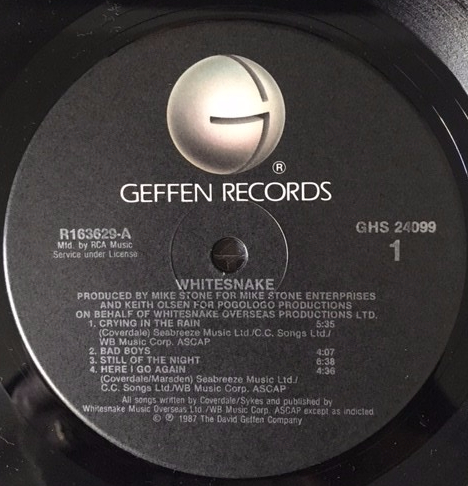 ®
GEFFEN RECORDS
R163629-A
Mfd. by RCA Music
Service under License
GHS 24099
1
WHITESNAKE
PRODUCED BY MIKE STONE FOR MIKE STONE ENTERPRISES
AND KEITH OLSEN FOR POGOLOGO PRODUCTIONS
ON BEHALF OF WHITESNAKE OVERSEAS PRODUCTIONS LTD.
1. CRYING IN THE RAIN 5:35
(Coverdale) Seabreeze Music Ltd./C.C. Songs Ltd./
WB Music Corp. ASCAP
2. BAD BOYS 4:07
3. STILL OF THE NIGHT 6:38
4. HERE I GO AGAIN 4:36
(Coverdale/Marsden) Seabreeze Music Ltd./
C.C. Songs Ltd./WB Music Corp. ASCAP
All songs written by Coverdale/Sykes and published by
Whitesnake Music Overseas Ltd./WB Music Corp. ASCAP except as indicted
© ℗ 1987 The David Geffen Company